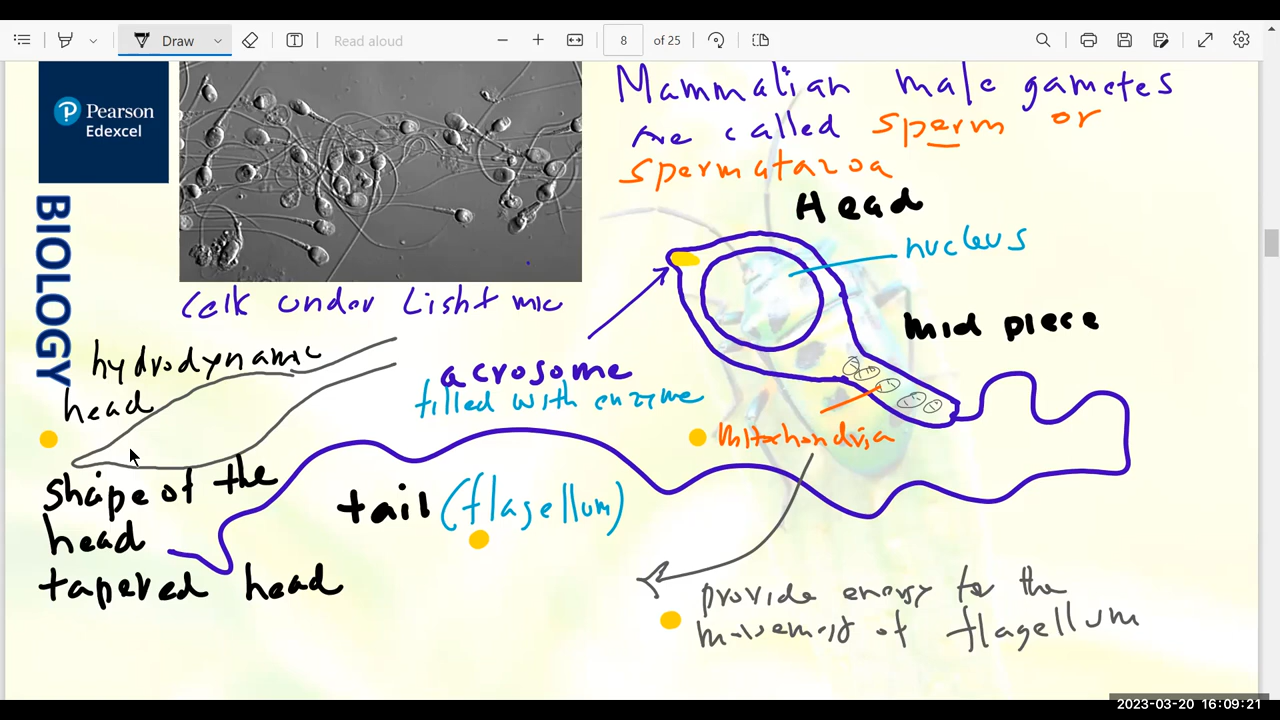 Draw
Read aloud
8
of 25
Pearson
Edexcel
BIOLOGY
Mammalian male gametes
are called sperm or
spermatazoa
Head
nucleus
Cells under Light mic
mid piece
hydrodynamic
head
acrosome
filled with enzyme
mitochondria
shape of the
head
tapered head
tail (flagellum)
provide energy for the
movement of flagellum
2023-03-20 16:09:21